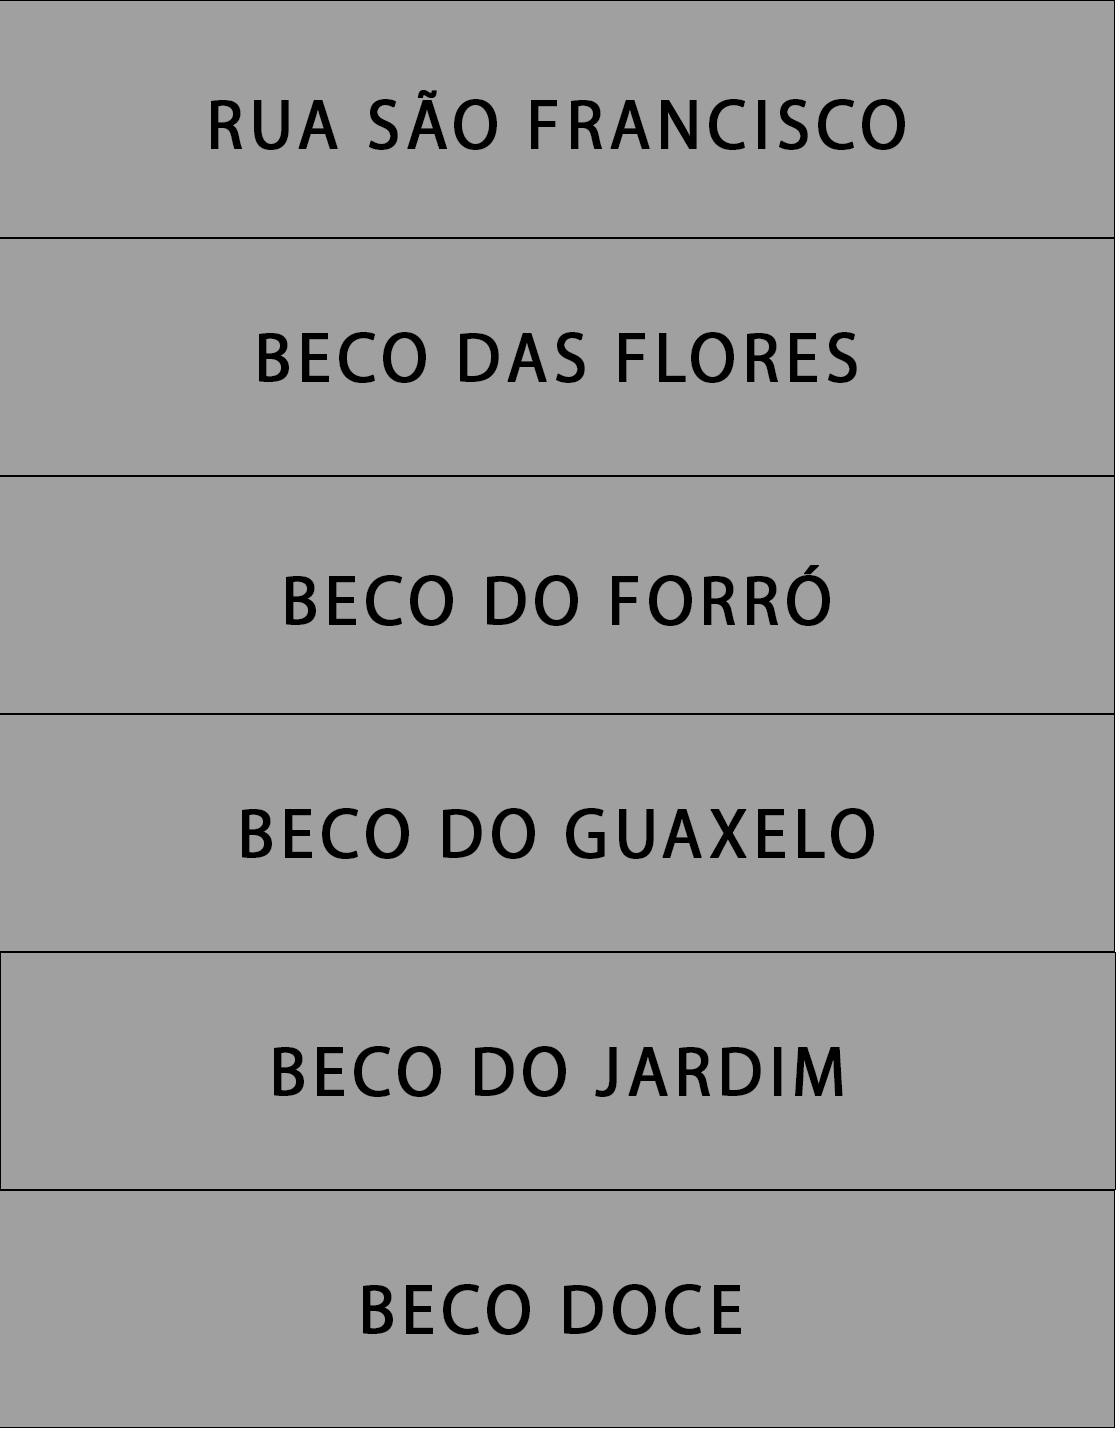 RUA SÃO FRANCISCO
BECO DAS FLORES
BECO DO FORRÓ
BECO DO GUAXELO
BECO DO JARDIM
BECO DOCE